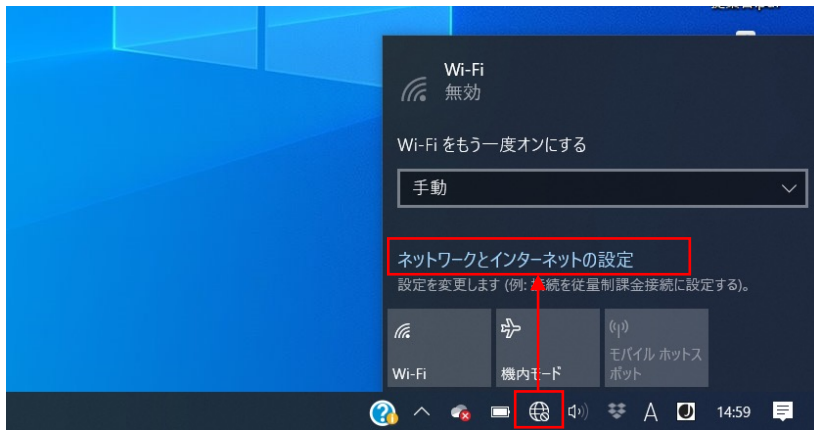 Wi-Fi
無効
Wi-Fi をもう一度オンにする
手動
ネットワークとインターネットの設定
設定を変更します (例: 接続を従量制課金接続に設定する)。
Wi-Fi
機内モード
モバイル ホットス
ポット
A
14:59